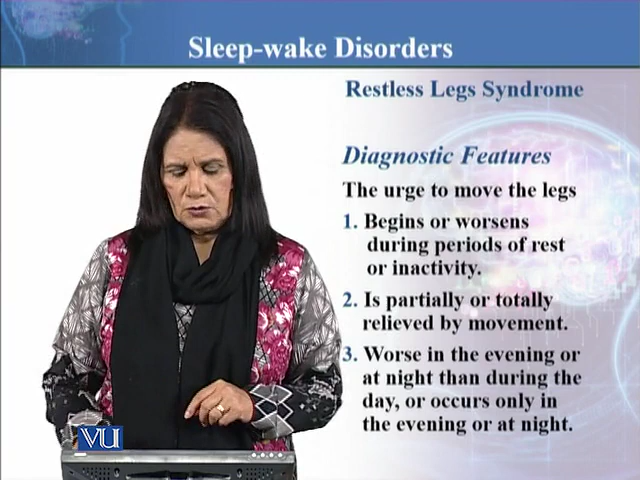 Sleep-wake Disorders
Restless Legs Syndrome
Diagnostic Features
The urge to move the legs
1. Begins or worsens
during periods of rest
or inactivity.
2. Is partially or totally
relieved by movement.
3. Worse in the evening or
at night than during the
day, or occurs only in
the evening or at night.
VU